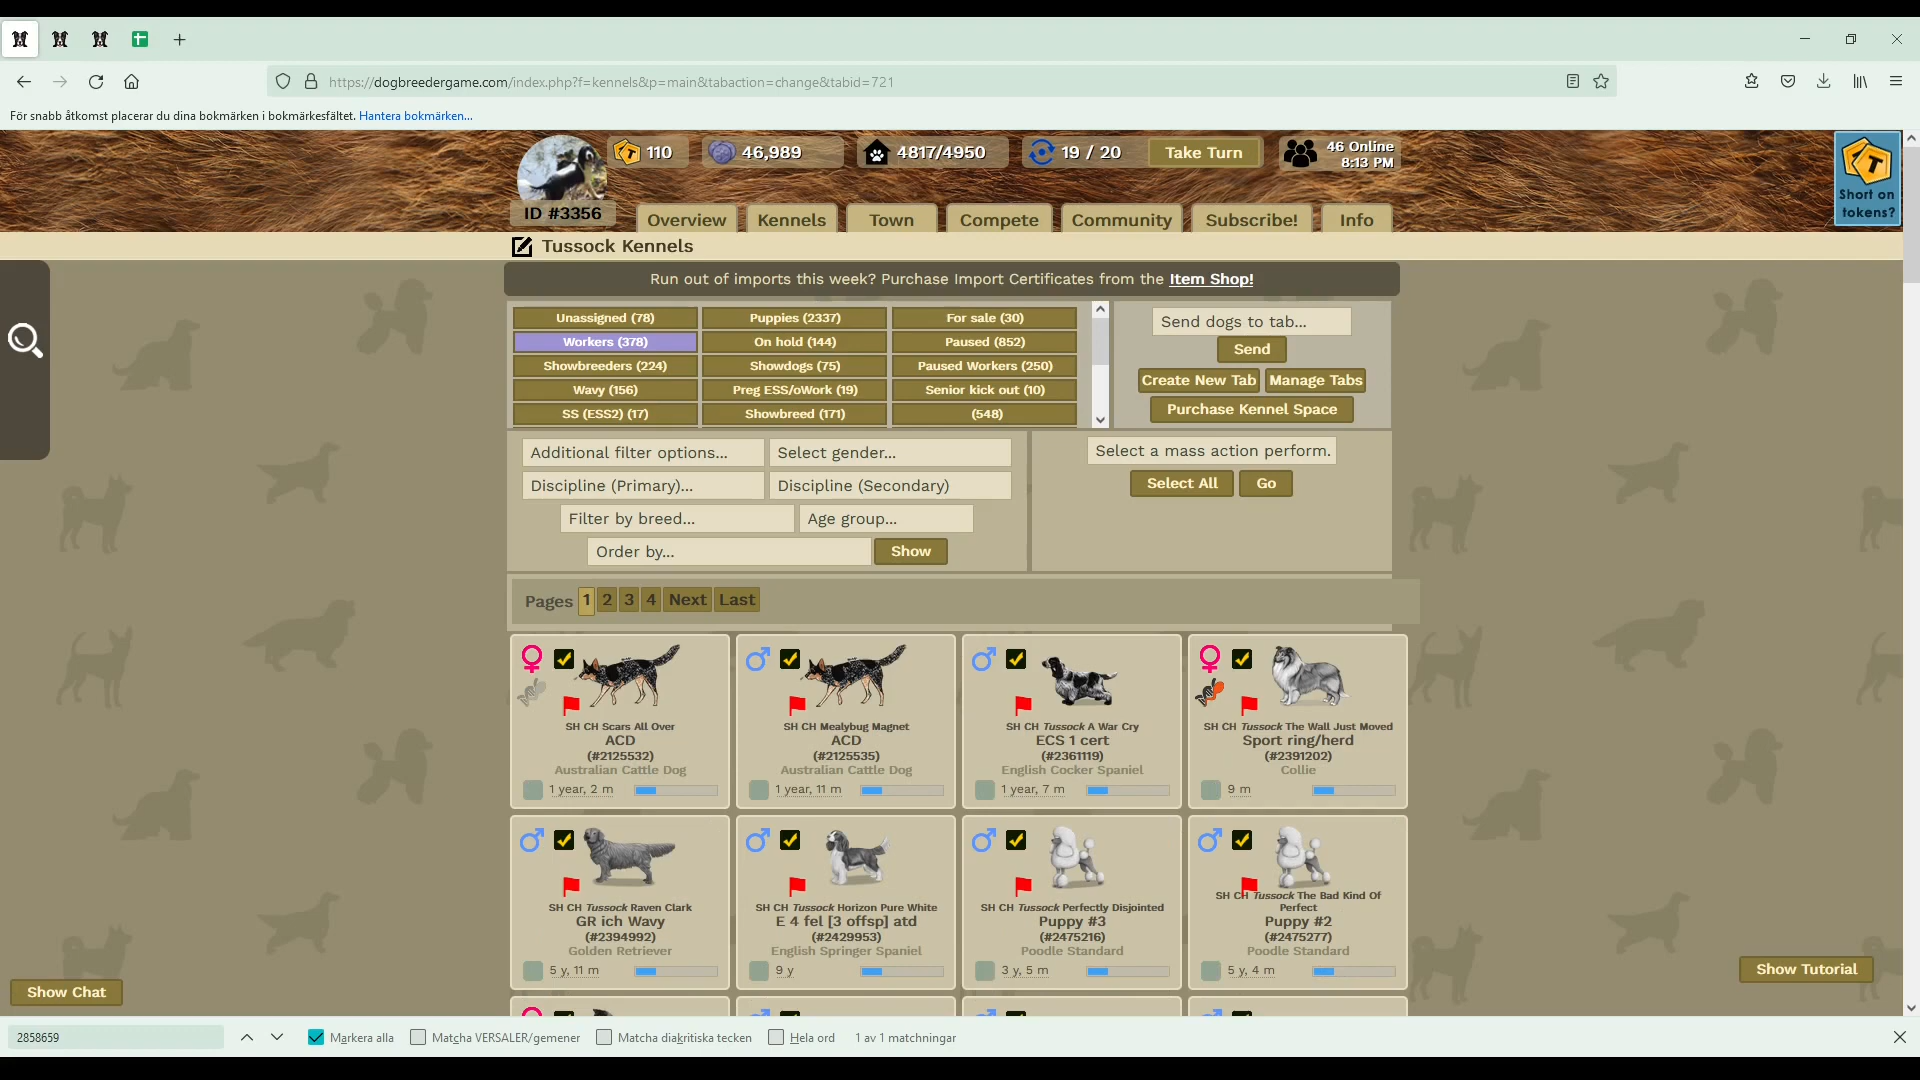 https://dogbreedergame.com/index.php?f=kennels&p=main&tabaction=change&tabid=721
För snabb åtkomst placerar du dina bokmärken i bokmärkesfältet. Hantera bokmärken...
110 46,989 4817/4950 19 / 20 Take Turn 46 Online
8:13 PM
Short on
tokens?
ID #3356
Overview Kennels Town Compete Community Subscribe! Info
Tussock Kennels
Run out of imports this week? Purchase Import Certificates from the Item Shop!
Unassigned (78) Puppies (2337) For sale (30)
Workers (378) On hold (144) Paused (852)
Showbreeders (224) Showdogs (75) Paused Workers (250)
Wavy (156) Preg ESS/oWork (19) Senior kick out (10)
SS (ESS2) (17) Showbreed (171) (548)
Send dogs to tab...
Send
Create New Tab Manage Tabs
Purchase Kennel Space
Additional filter options... Select gender...
Discipline (Primary)... Discipline (Secondary)
Filter by breed... Age group...
Order by... Show
Select a mass action perform.
Select All Go
Pages 1 2 3 4 Next Last
SH CH Scars All Over
ACD
(#2125532)
Australian Cattle Dog
1 year, 2 m
SH CH Mealybug Magnet
ACD
(#2125535)
Australian Cattle Dog
1 year, 11 m
SH CH Tussock A War Cry
ECS 1 cert
(#2361119)
English Cocker Spaniel
1 year, 7 m
SH CH Tussock The Wall Just Moved
Sport ring/herd
(#2391202)
Collie
9 m
SH CH Tussock Raven Clark
GR ich Wavy
(#2394992)
Golden Retriever
5 y, 11 m
SH CH Tussock Horizon Pure White
E 4 fel [3 offsp] atd
(#2429953)
English Springer Spaniel
9 y
SH CH Tussock Perfectly Disjointed
Puppy #3
(#2475216)
Poodle Standard
3 y, 5 m
SH CH Tussock The Bad Kind Of
Perfect
Puppy #2
(#2475277)
Poodle Standard
5 y, 4 m
Show Chat
Show Tutorial
2858659 Markera alla Matcha VERSALER/gemener Matcha diakritiska tecken Hela ord 1 av 1 matchningar